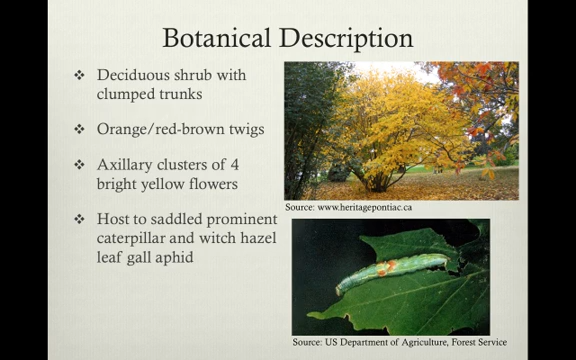 Botanical Description
❖ Deciduous shrub with
clumped trunks
❖ Orange/red-brown twigs
❖ Axillary clusters of 4
bright yellow flowers
❖ Host to saddled prominent
caterpillar and witch hazel
leaf gall aphid
Source: www.heritagepontiac.ca
Source: US Department of Agriculture, Forest Service